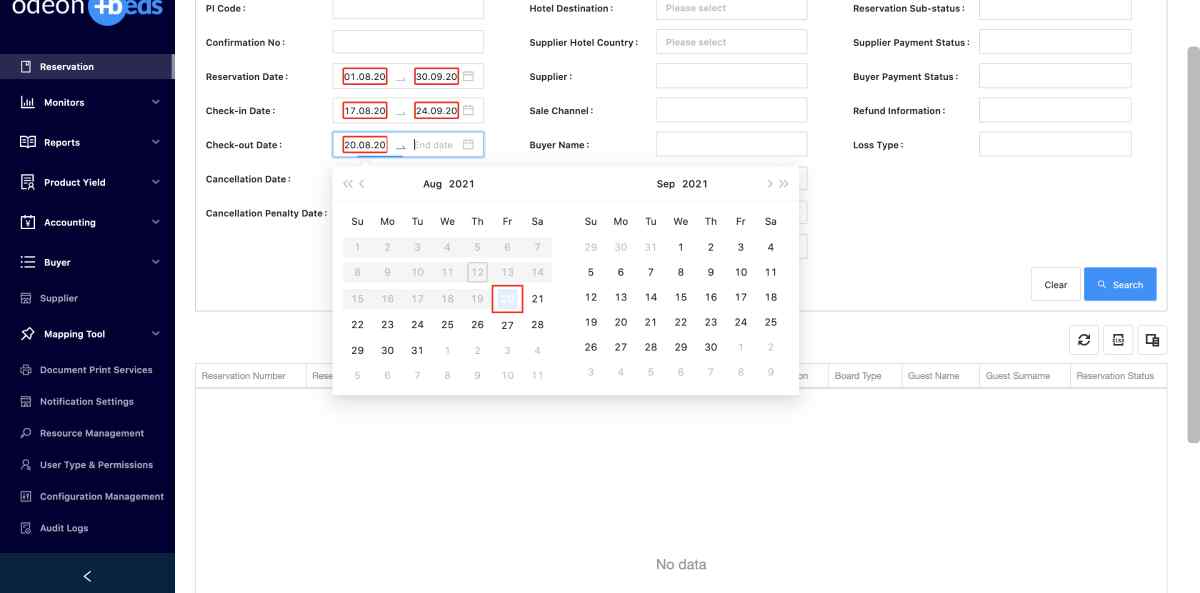 odeon beds
PI Code :
Hotel Destination :
Please select
Reservation Sub-status :
Confirmation No :
Supplier Hotel Country :
Please select
Supplier Payment Status :
Reservation
Reservation Date :
01.08.20
30.09.20
Supplier :
Buyer Payment Status :
Monitors
Check-in Date :
17.08.20
24.09.20
Sale Channel :
Refund Information :
Reports
Check-out Date :
20.08.20
End date
Buyer Name :
Loss Type :
Product Yield
Cancellation Date :
Accounting
Cancellation Penalty Date :
Buyer
Supplier
Mapping Tool
Document Print Services
Notification Settings
Resource Management
User Type & Permissions
Configuration Management
Audit Logs
Aug 2021
Su Mo Tu We Th Fr Sa
1 2 3 4 5 6 7
8 9 10 11 12 13 14
15 16 17 18 19 20 21
22 23 24 25 26 27 28
29 30 31 1 2 3 4
5 6 7 8 9 10 11
Sep 2021
Su Mo Tu We Th Fr Sa
29 30 31 1 2 3 4
5 6 7 8 9 10 11
12 13 14 15 16 17 18
19 20 21 22 23 24 25
26 27 28 29 30 1 2
3 4 5 6 7 8 9
Clear
Search
Reservation Number
Rese
on
Board Type
Guest Name
Guest Surname
Reservation Status
No data